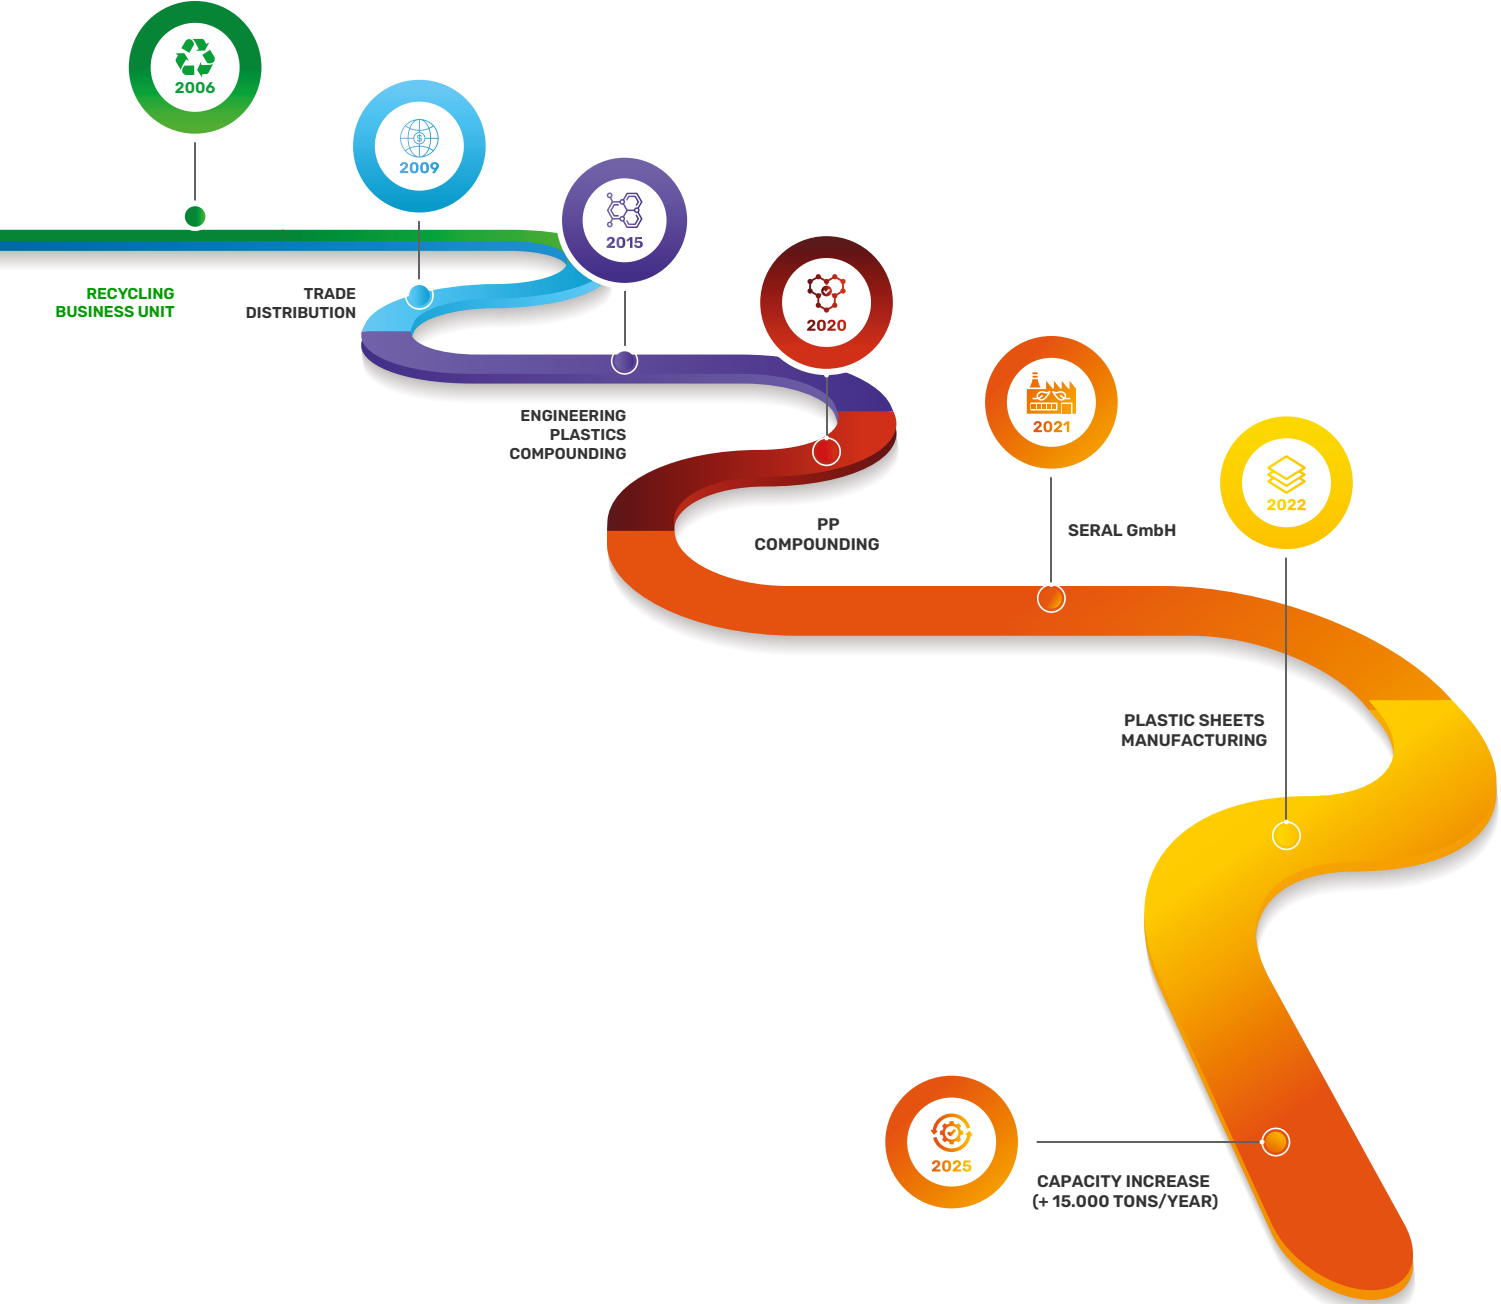 2006
RECYCLING
BUSINESS UNIT
2009
TRADE
DISTRIBUTION
2015
ENGINEERING
PLASTICS
COMPOUNDING
2020
PP
COMPOUNDING
2021
SERAL GmbH
2022
PLASTIC SHEETS
MANUFACTURING
2025
CAPACITY INCREASE
(+ 15.000 TONS/YEAR)